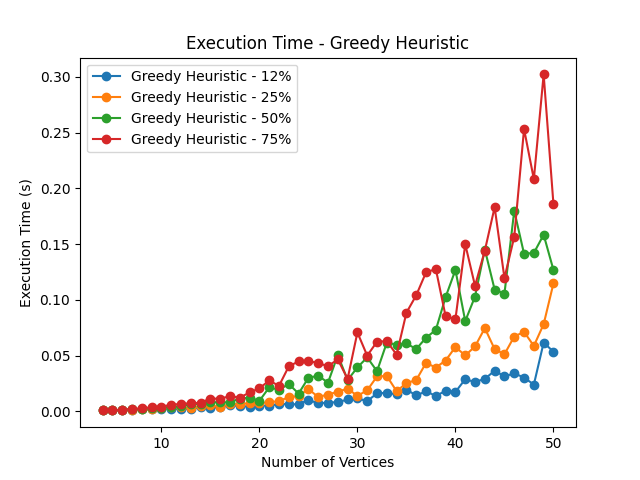 Execution Time - Greedy Heuristic
Greedy Heuristic - 12%
Greedy Heuristic - 25%
Greedy Heuristic - 50%
Greedy Heuristic - 75%
Execution Time (s)
0.30
0.25
0.20
0.15
0.10
0.05
0.00
10 20 30 40 50
Number of Vertices